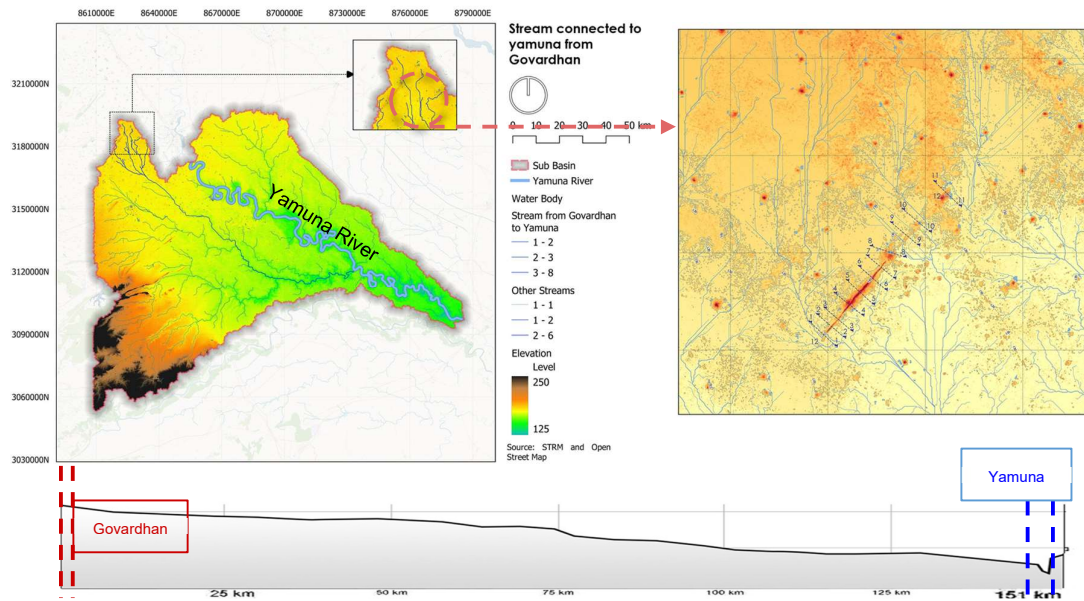 8610000E 8640000E 8670000E 8700000E 8730000E 8760000E 8790000E
3210000N
3180000N
3150000N
3120000N
3090000N
3060000N
3030000N
Yamuna River
Stream connected to
yamuna from
Govardhan
0 10 20 30 40 50 km
Sub Basin
Yamuna River
Water Body
Stream from Govardhan
to Yamuna
1 - 2
2 - 3
3 - 8
Other Streams
1 - 1
1 - 2
2 - 6
Elevation
Level
250
125
Source: STRM and Open
Street Map
Govardhan
Yamuna
25 km 50 km 75 km 100 km 125 km 151 km